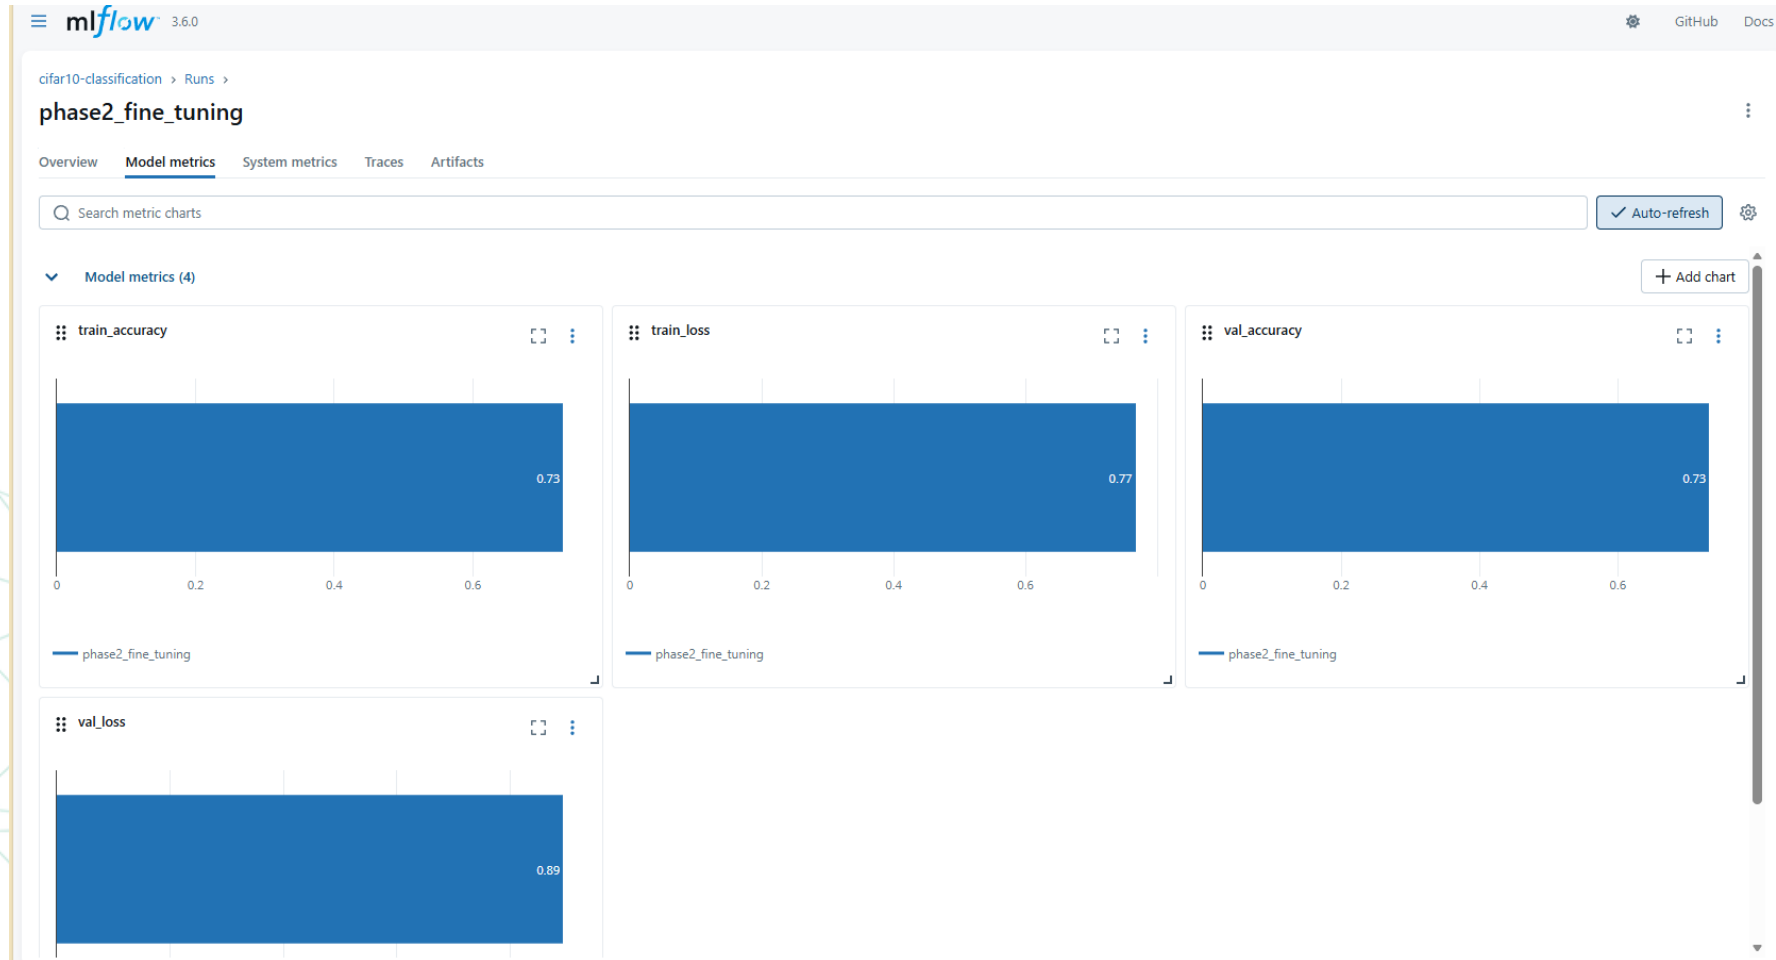 mlflow 3.6.0 GitHub Docs
cifar10-classification › Runs ›
phase2_fine_tuning
Overview Model metrics System metrics Traces Artifacts
Search metric charts Auto-refresh
Model metrics (4) Add chart
train_accuracy
0.73
0 0.2 0.4 0.6
phase2_fine_tuning
train_loss
0.77
0 0.2 0.4 0.6
phase2_fine_tuning
val_accuracy
0.73
0 0.2 0.4 0.6
phase2_fine_tuning
val_loss
0.89